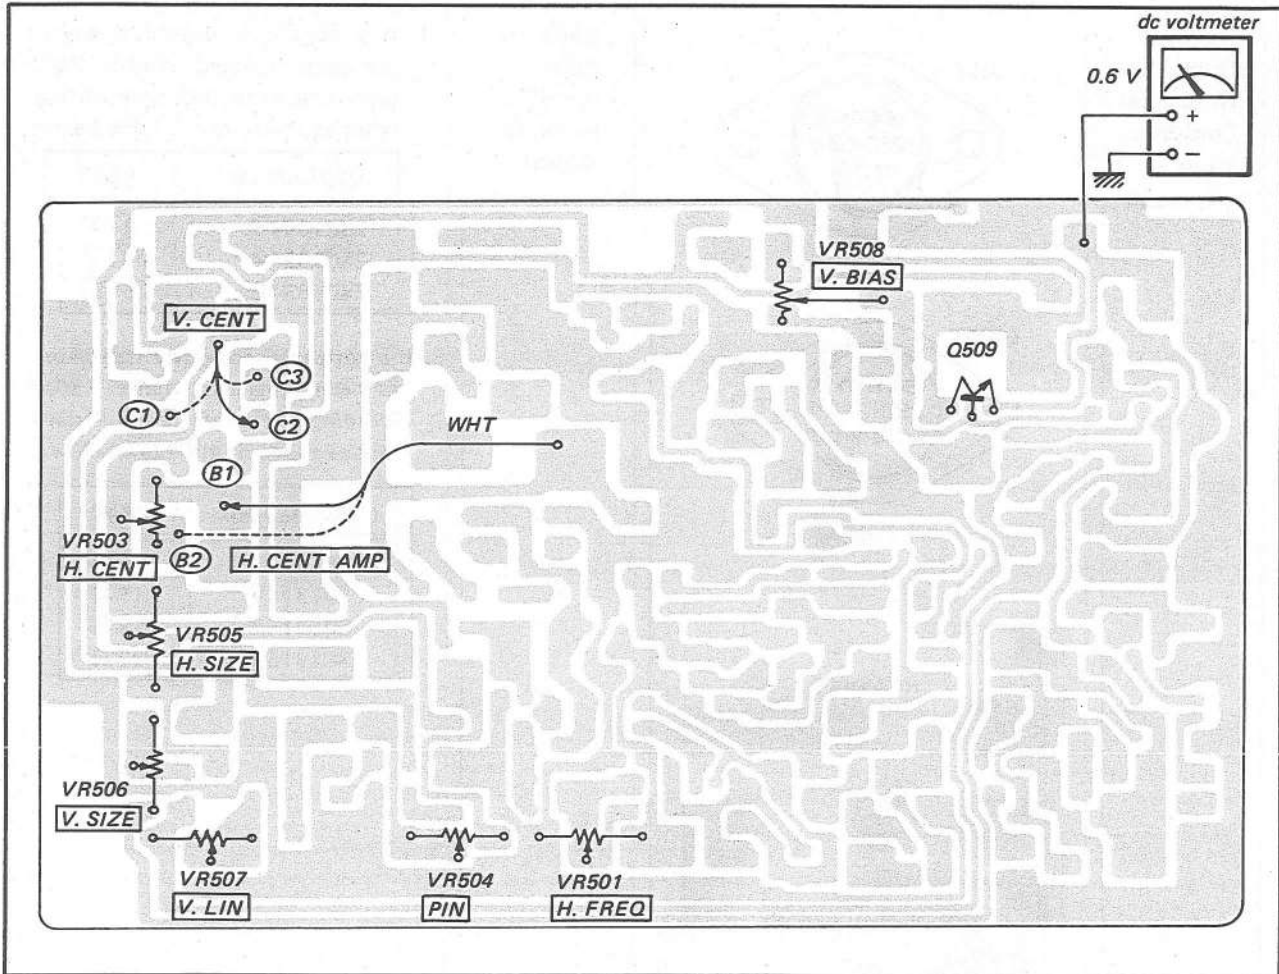 dc voltmeter
0.6 V
+
−
VR508
V. BIAS
V. CENT
Q509
C3
C1
C2
WHT
B1
VR503
H. CENT
B2
H. CENT AMP
VR505
H. SIZE
VR506
V. SIZE
VR507
V. LIN
VR504
PIN
VR501
H. FREQ